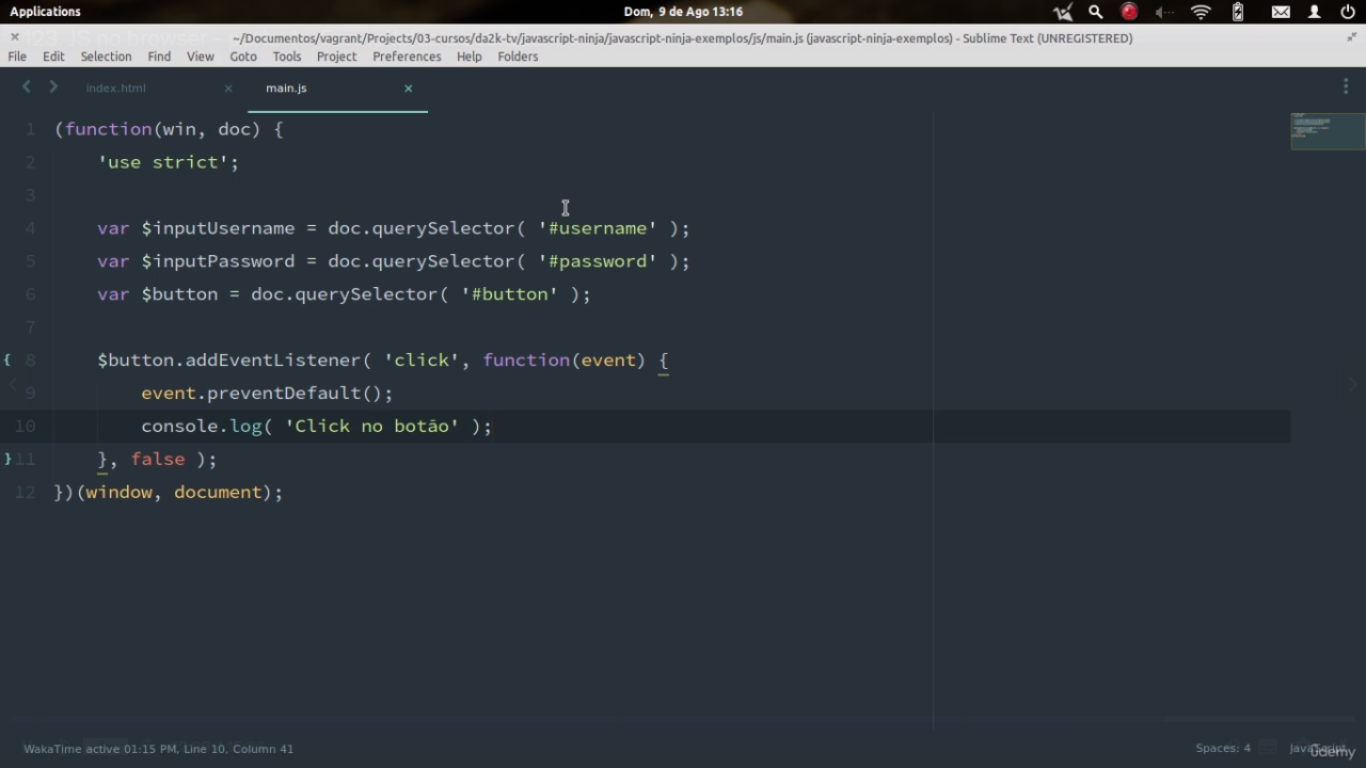 Applications
Dom, 9 de Ago 13:16
~/Documentos/vagrant/Projects/03-cursos/da2k-tv/javascript-ninja/javascript-ninja-exemplos/js/main.js (javascript-ninja-exemplos) - Sublime Text (UNREGISTERED)
File Edit Selection Find View Goto Tools Project Preferences Help Folders
index.html main.js
1 (function(win, doc) {
2 'use strict';
3
4 var $inputUsername = doc.querySelector( '#username' );
5 var $inputPassword = doc.querySelector( '#password' );
6 var $button = doc.querySelector( '#button' );
7
{ 8 $button.addEventListener( 'click', function(event) {
9 event.preventDefault();
10 console.log( 'Click no botão' );
} 11 }, false );
12 })(window, document);
WakaTime active 01:15 PM, Line 10, Column 41
Spaces: 4 JavaScript
ûdemy